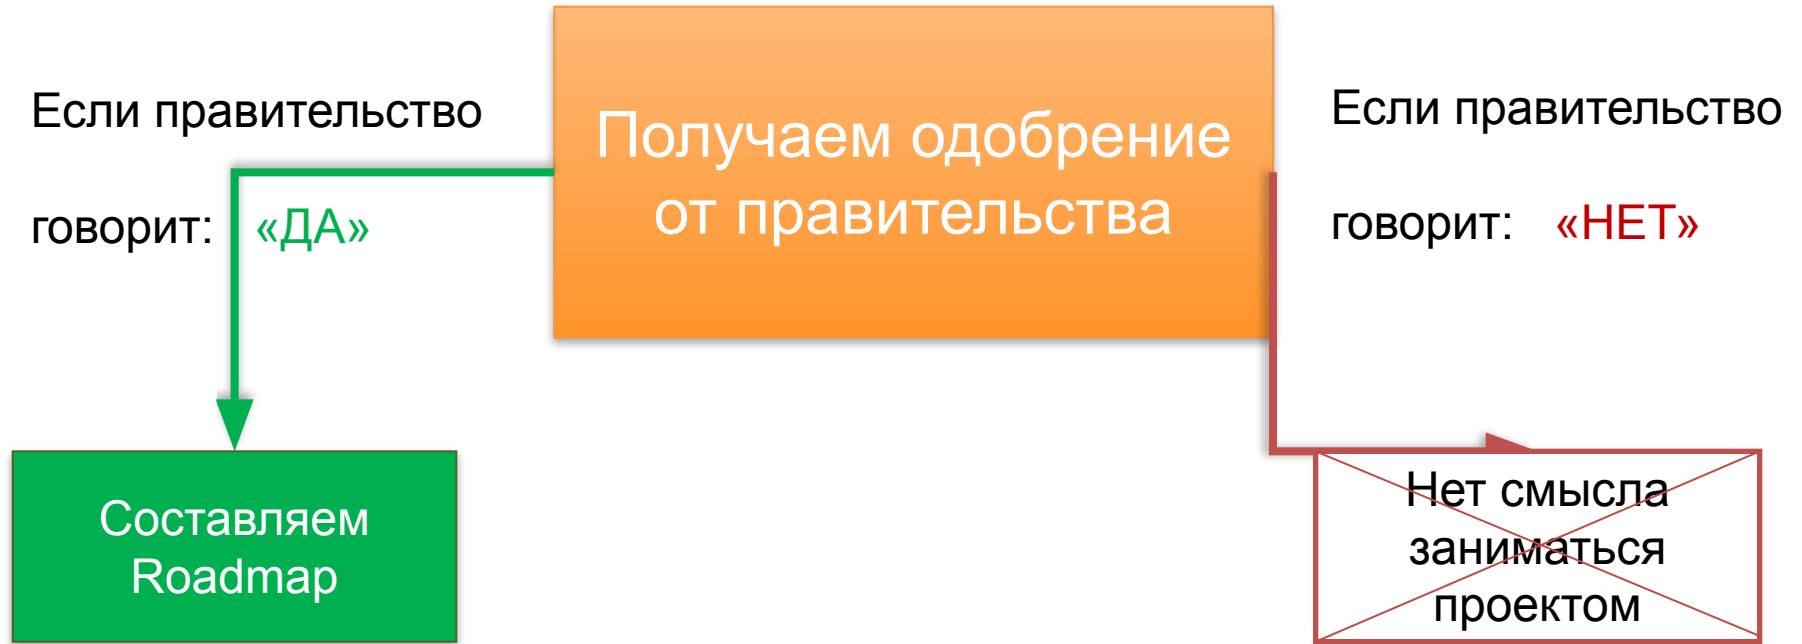 Если правительство
говорит: «ДА»
Получаем одобрение
от правительства
Если правительство
говорит: «НЕТ»
Составляем
Roadmap
Нет смысла
заниматься
проектом